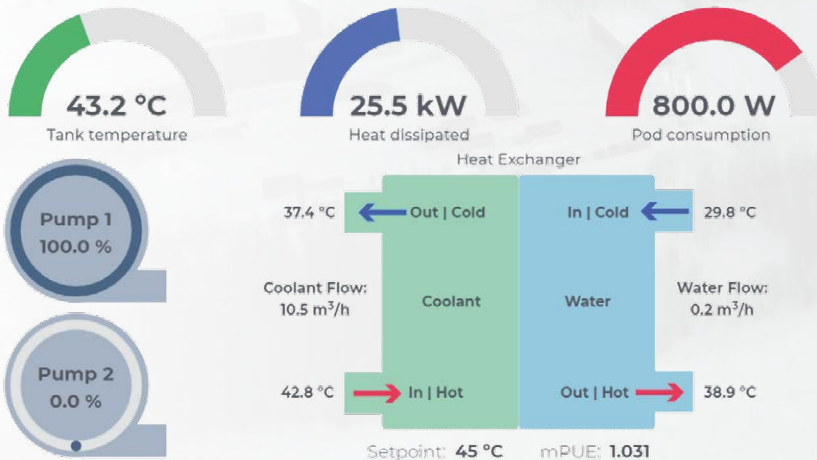 43.2 °C
Tank temperature
25.5 kW
Heat dissipated
800.0 W
Pod consumption
Heat Exchanger
Pump 1
100.0 %
37.4 °C
Out | Cold
In | Cold
29.8 °C
Coolant Flow:
10.5 m³/h
Coolant
Water
Water Flow:
0.2 m³/h
Pump 2
0.0 %
42.8 °C
In | Hot
Out | Hot
38.9 °C
Setpoint: 45 °C
mPUE: 1.031